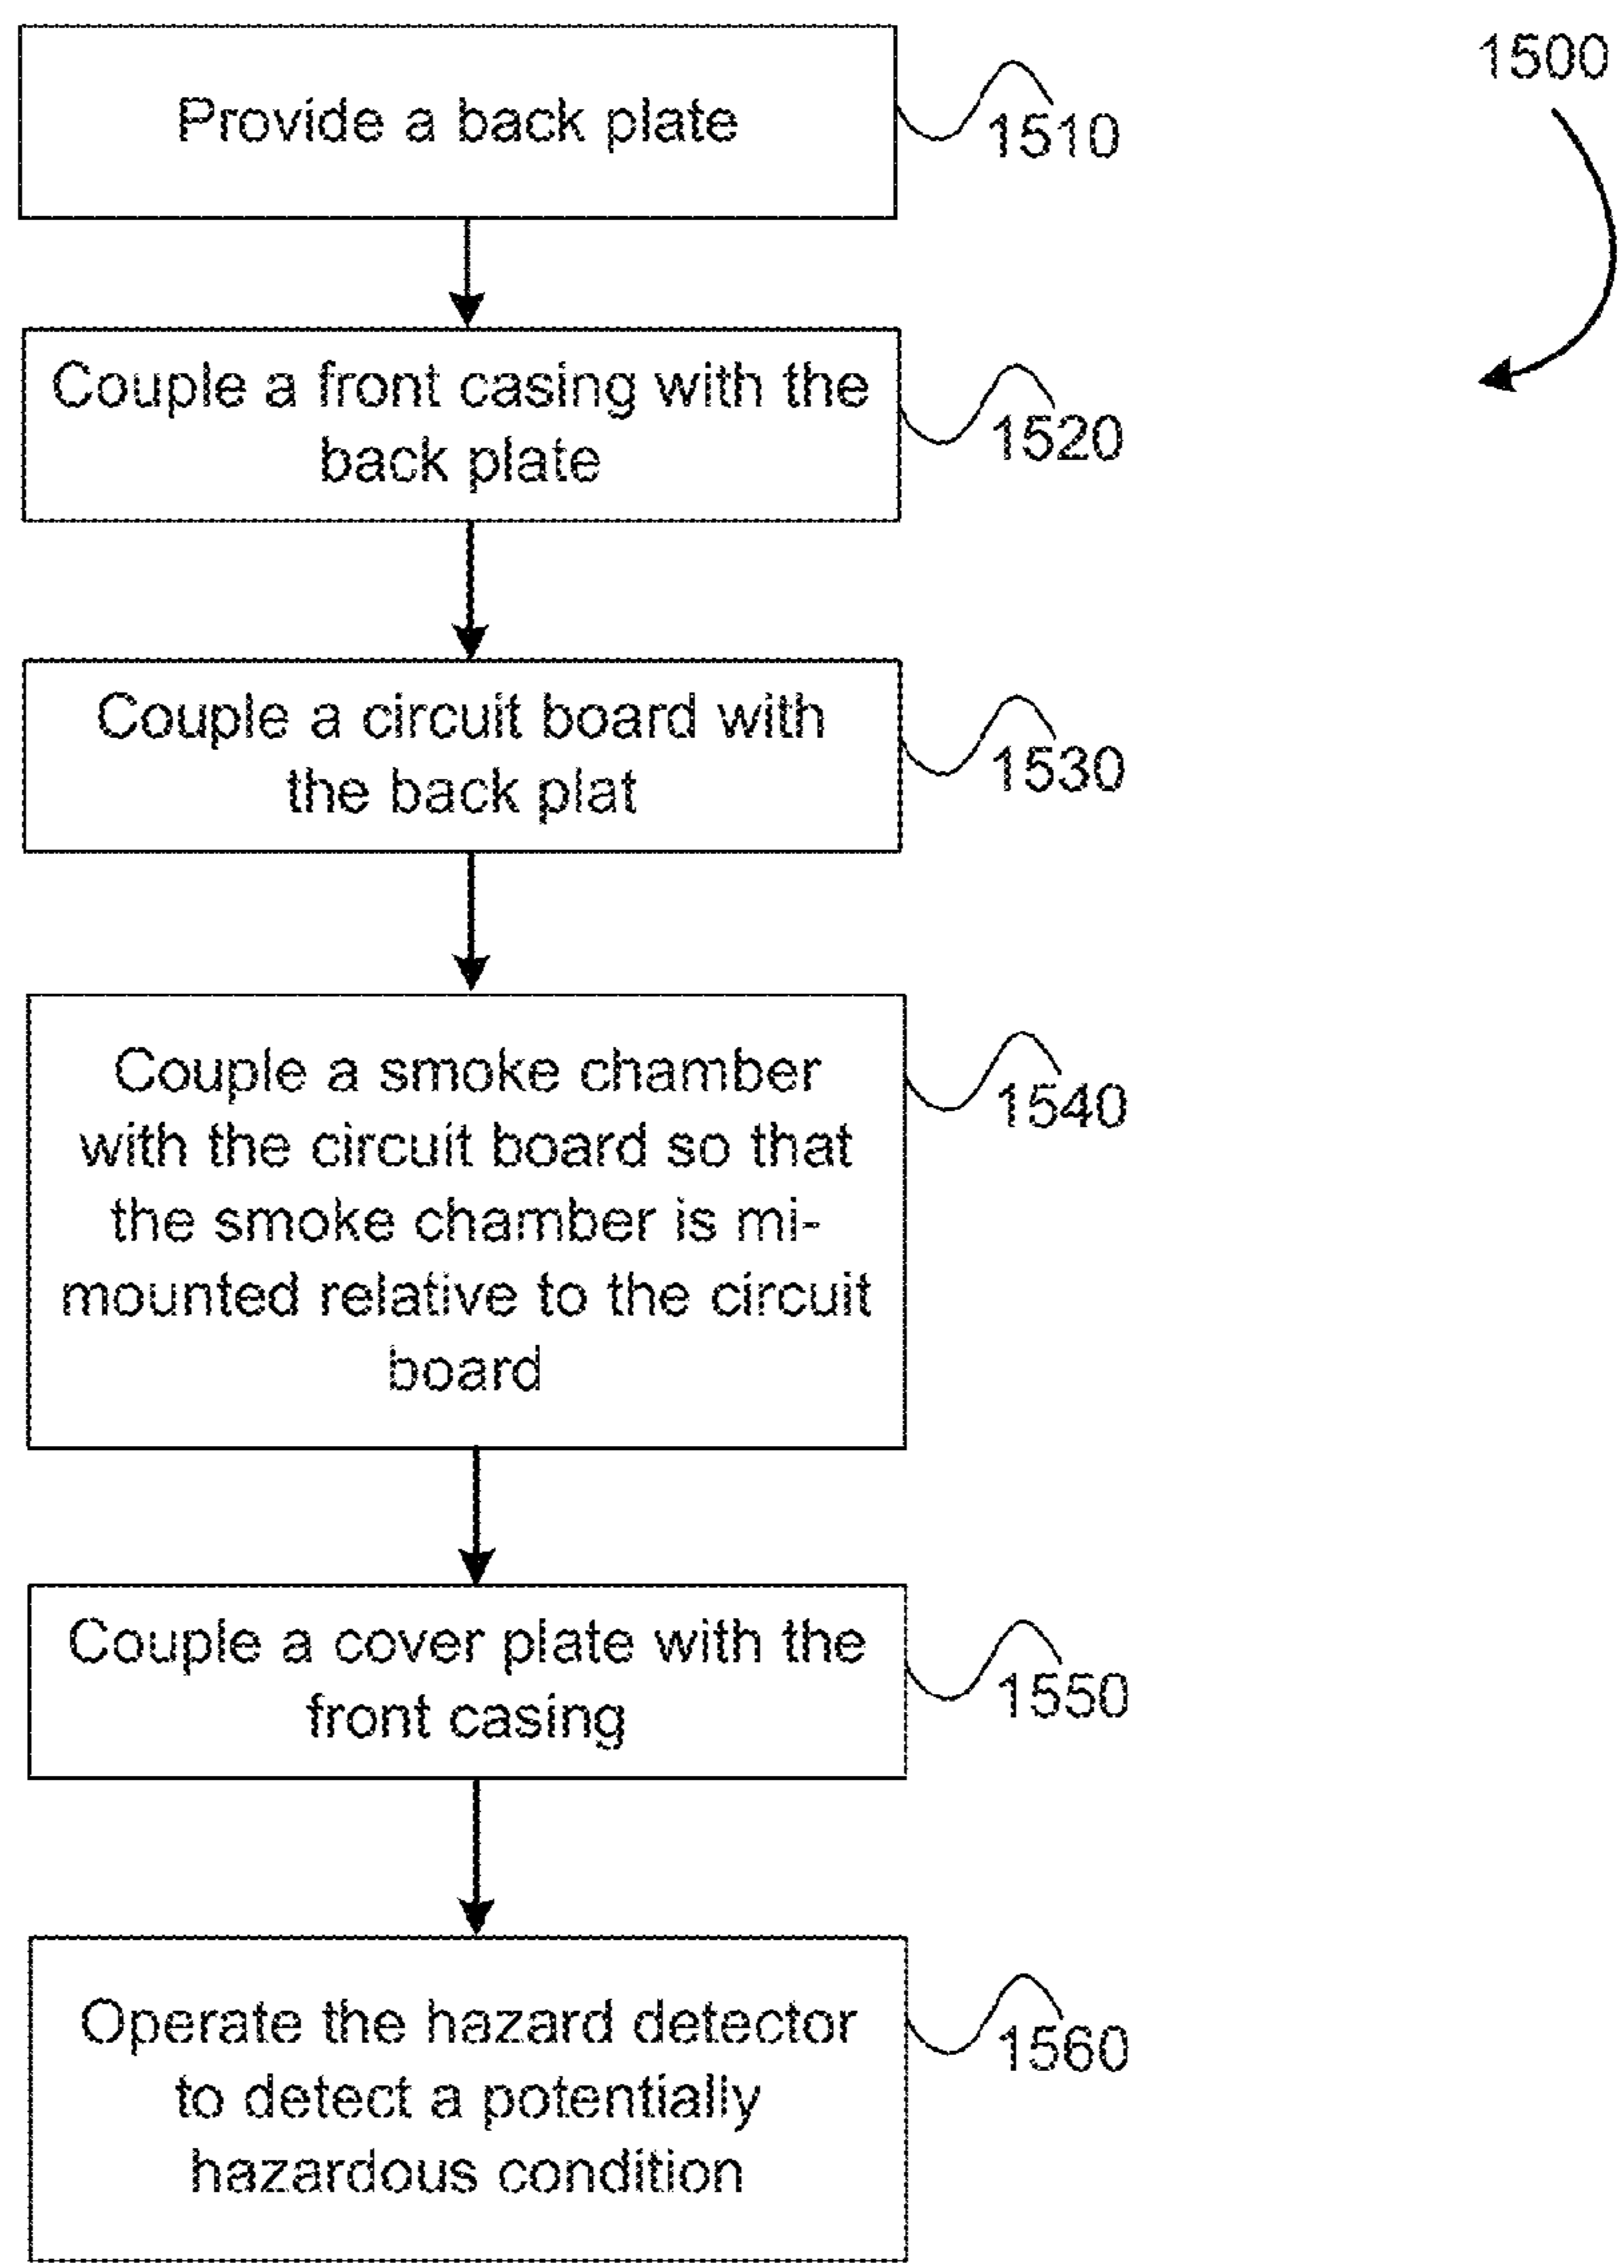 1500
Provide a back plate
1510
Couple a front casing with the
back plate
1520
Couple a circuit board with
the back plat
1530
Couple a smoke chamber
with the circuit board so that
the smoke chamber is mi-
mounted relative to the circuit
board
1540
Couple a cover plate with the
front casing
1550
Operate the hazard detector
to detect a potentially
hazardous condition
1560